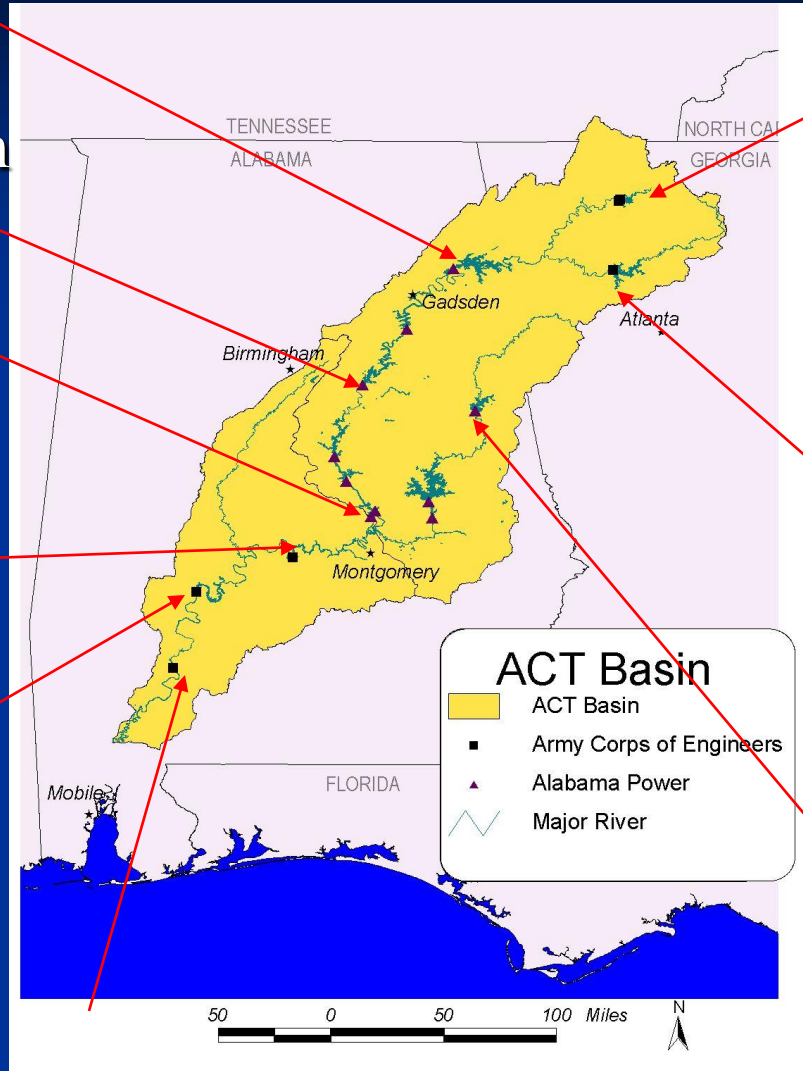 TENNESSEE
NORTH CA
ALABAMA
GEORGIA
Gadsden
Atlanta
Birmingham
Montgomery
ACT Basin
ACT Basin
Army Corps of Engineers
Alabama Power
Major River
FLORIDA
Mobile
50 0 50 100 Miles
N